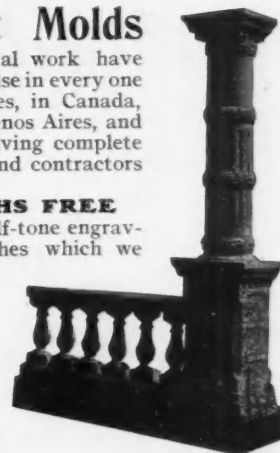 Molds
al work have
se in every one
es, in Canada,
nos Aires, and
ving complete
nd contractors
HS FREE
lf-tone engrav-
hes which we